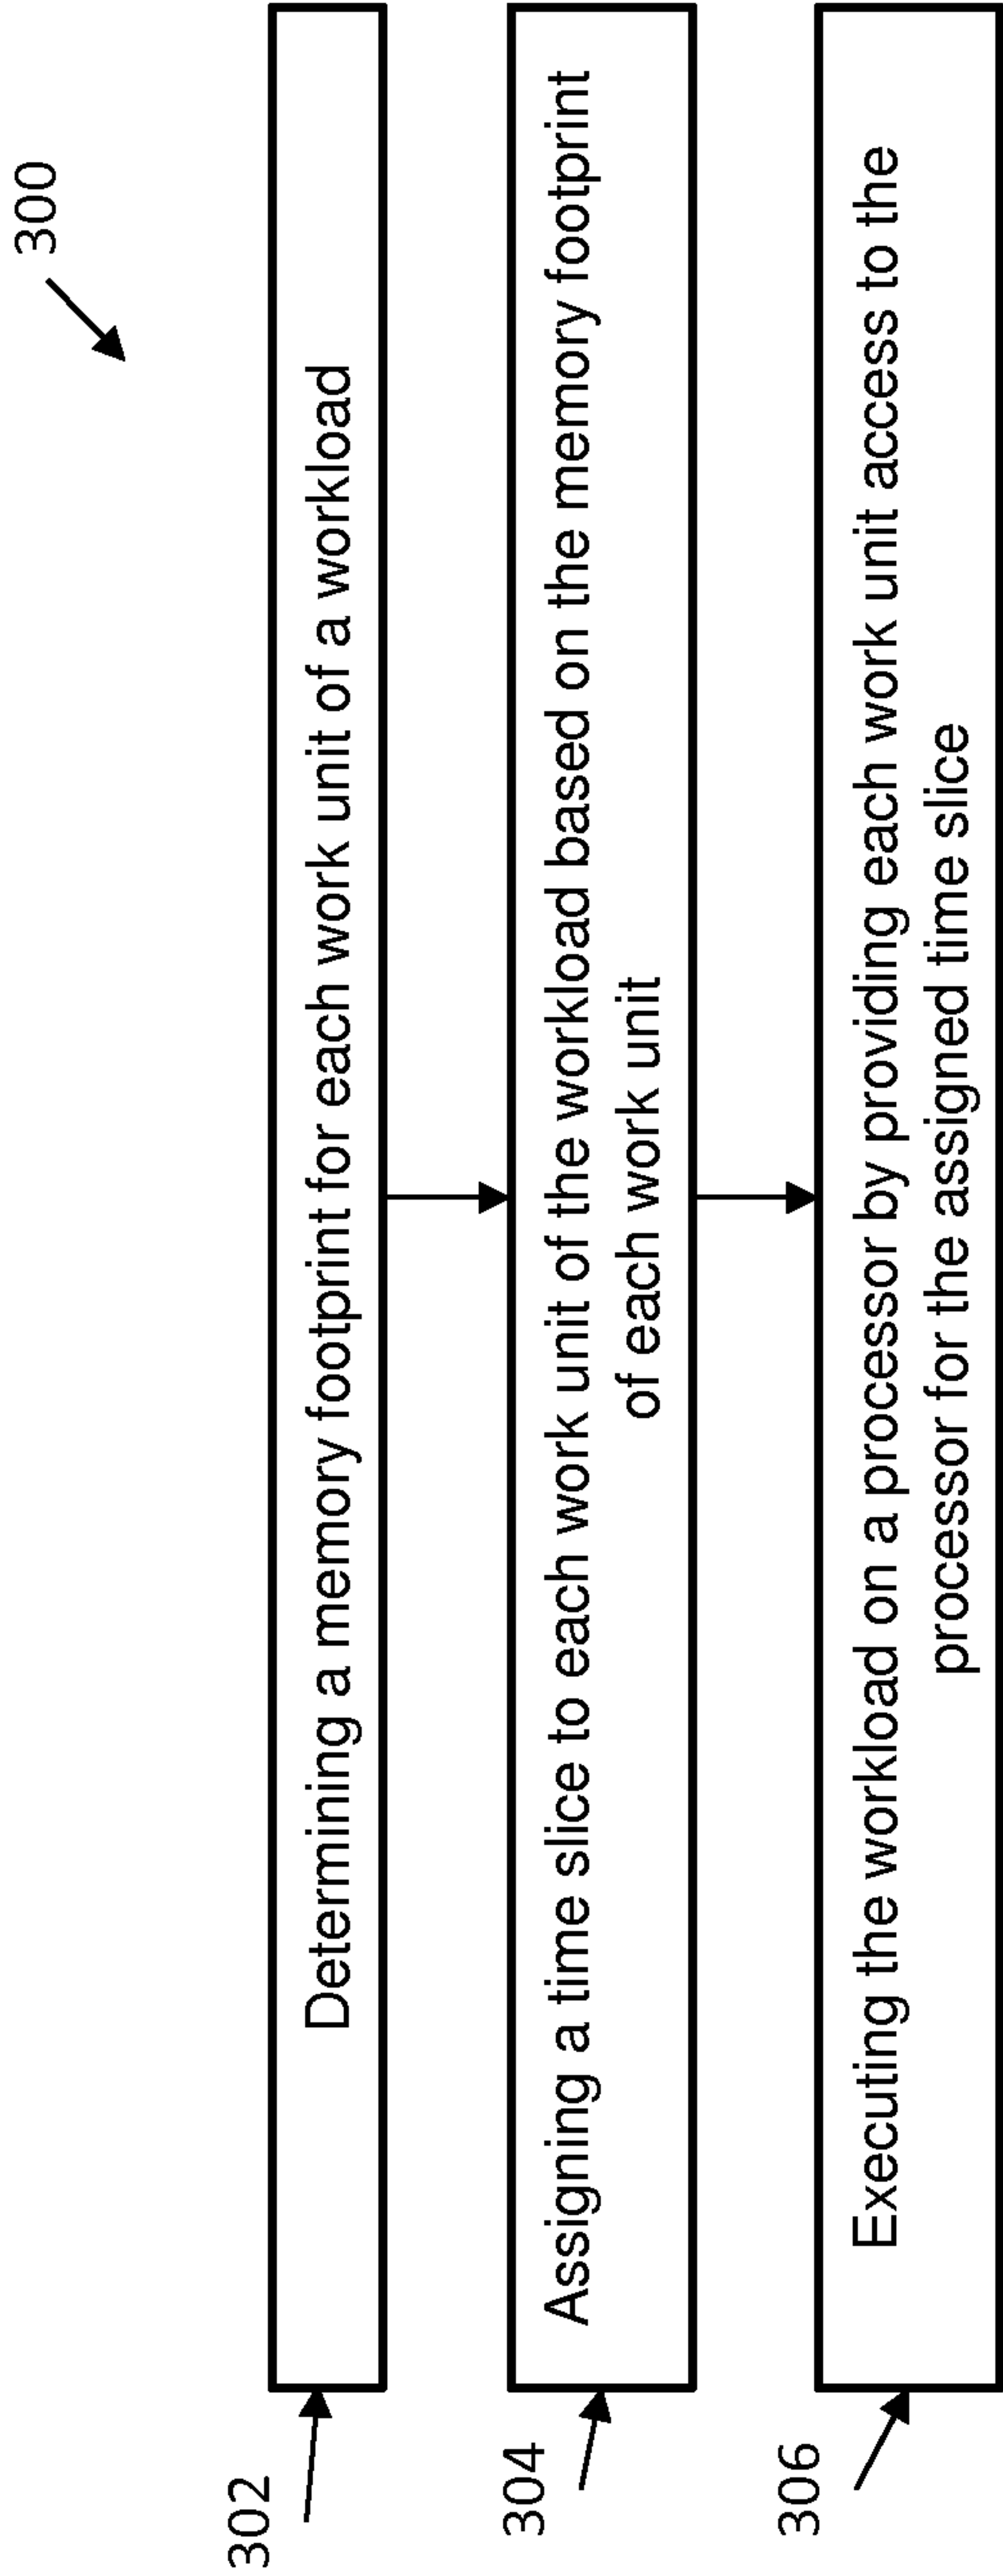 300
302
Determining a memory footprint for each work unit of a workload
304
Assigning a time slice to each work unit of the workload based on the memory footprint
of each work unit
306
Executing the workload on a processor by providing each work unit access to the
processor for the assigned time slice